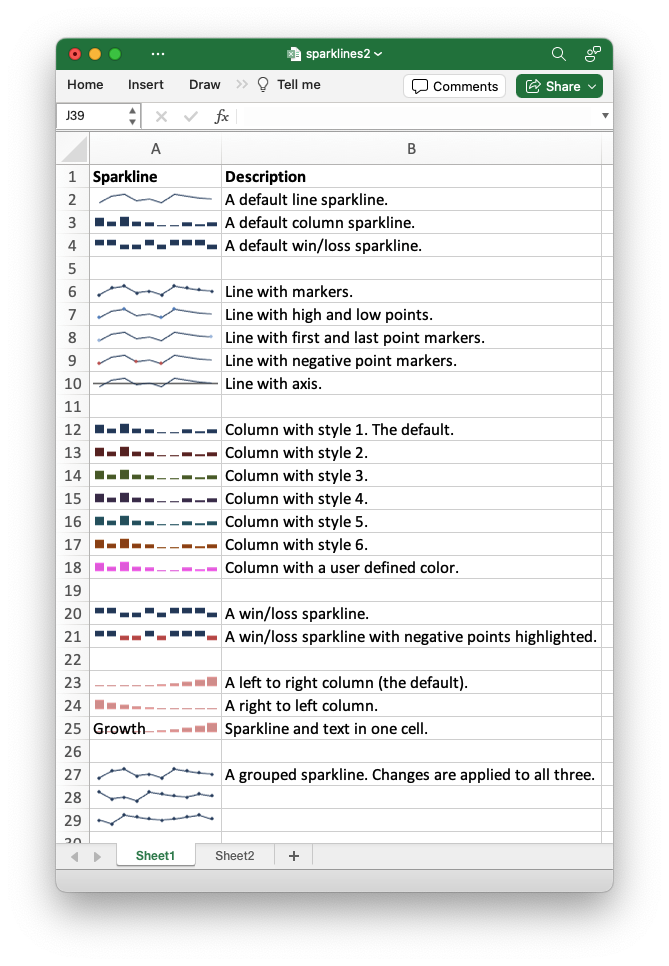 sparklines2
Home Insert Draw Tell me Comments Share
J39 fx
A B
1 Sparkline Description
2 A default line sparkline.
3 A default column sparkline.
4 A default win/loss sparkline.
5
6 Line with markers.
7 Line with high and low points.
8 Line with first and last point markers.
9 Line with negative point markers.
10 Line with axis.
11
12 Column with style 1. The default.
13 Column with style 2.
14 Column with style 3.
15 Column with style 4.
16 Column with style 5.
17 Column with style 6.
18 Column with a user defined color.
19
20 A win/loss sparkline.
21 A win/loss sparkline with negative points highlighted.
22
23 A left to right column (the default).
24 A right to left column.
25 Growth Sparkline and text in one cell.
26
27 A grouped sparkline. Changes are applied to all three.
28
29
30
Sheet1 Sheet2 +